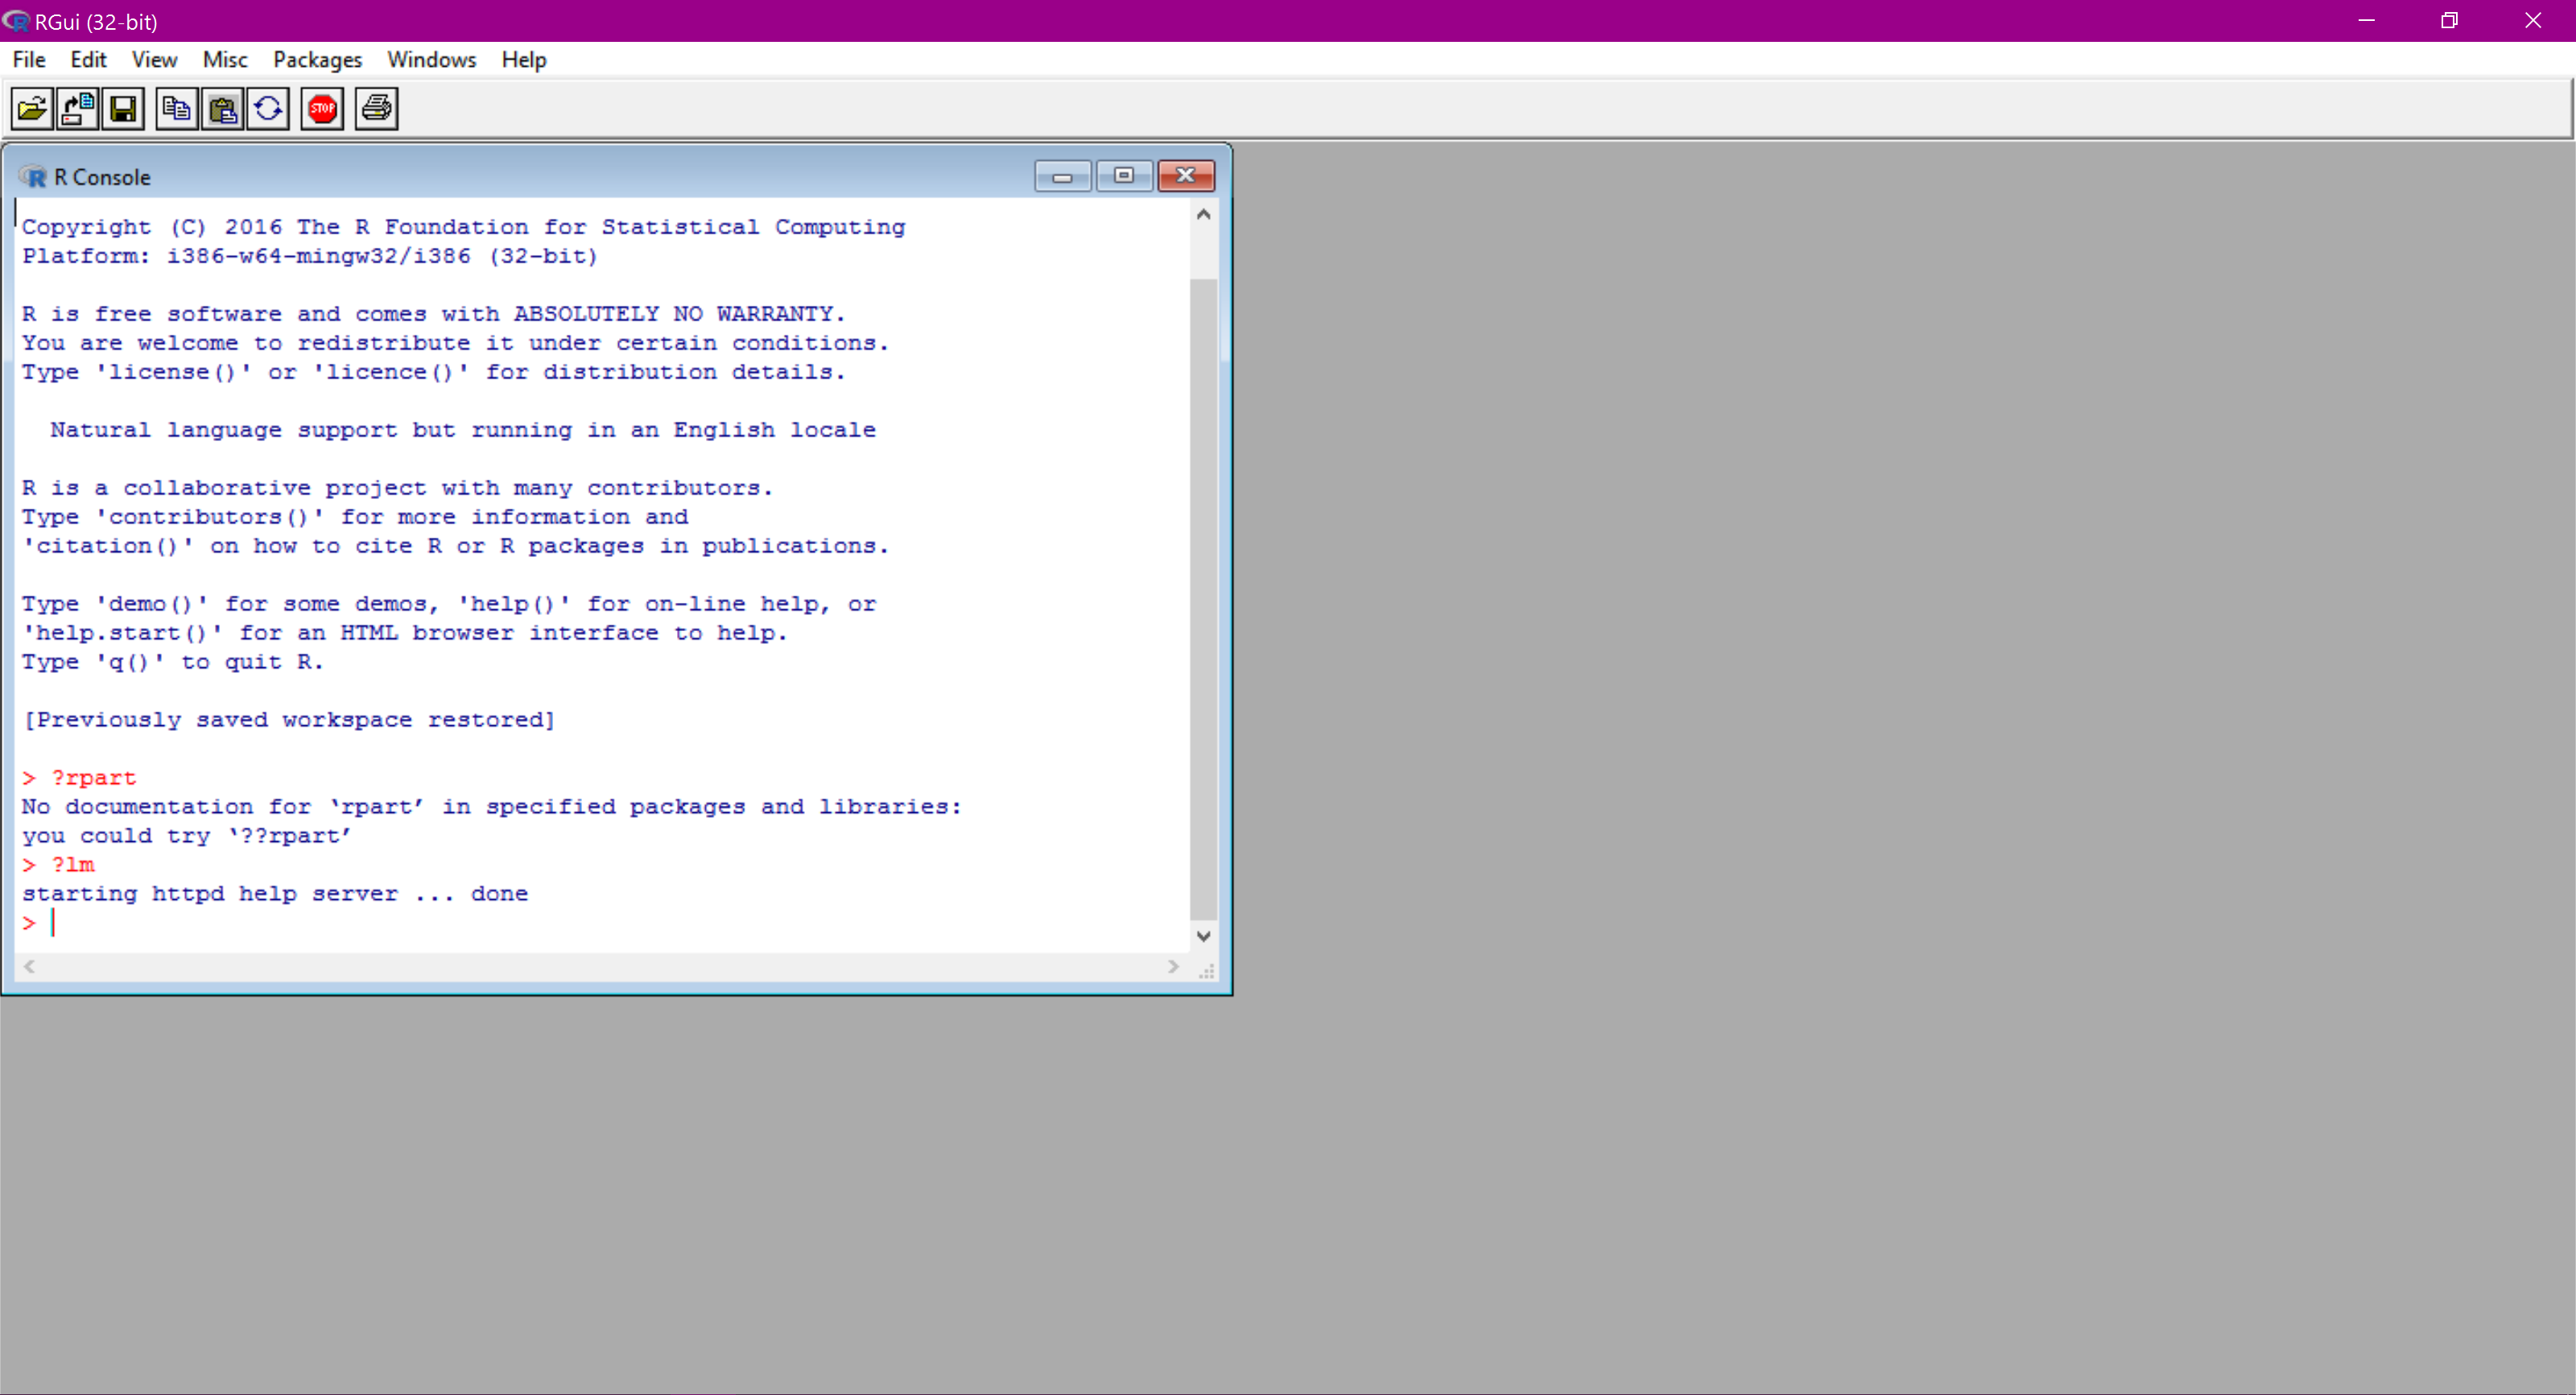 RGui (32-bit)
File Edit View Misc Packages Windows Help
STOP
R Console
Copyright (C) 2016 The R Foundation for Statistical Computing
Platform: i386-w64-mingw32/i386 (32-bit)
R is free software and comes with ABSOLUTELY NO WARRANTY.
You are welcome to redistribute it under certain conditions.
Type 'license()' or 'licence()' for distribution details.
Natural language support but running in an English locale
R is a collaborative project with many contributors.
Type 'contributors()' for more information and
'citation()' on how to cite R or R packages in publications.
Type 'demo()' for some demos, 'help()' for on-line help, or
'help.start()' for an HTML browser interface to help.
Type 'q()' to quit R.
[Previously saved workspace restored]
> ?rpart
No documentation for ‘rpart’ in specified packages and libraries:
you could try ‘??rpart’
> ?lm
starting httpd help server ... done
>